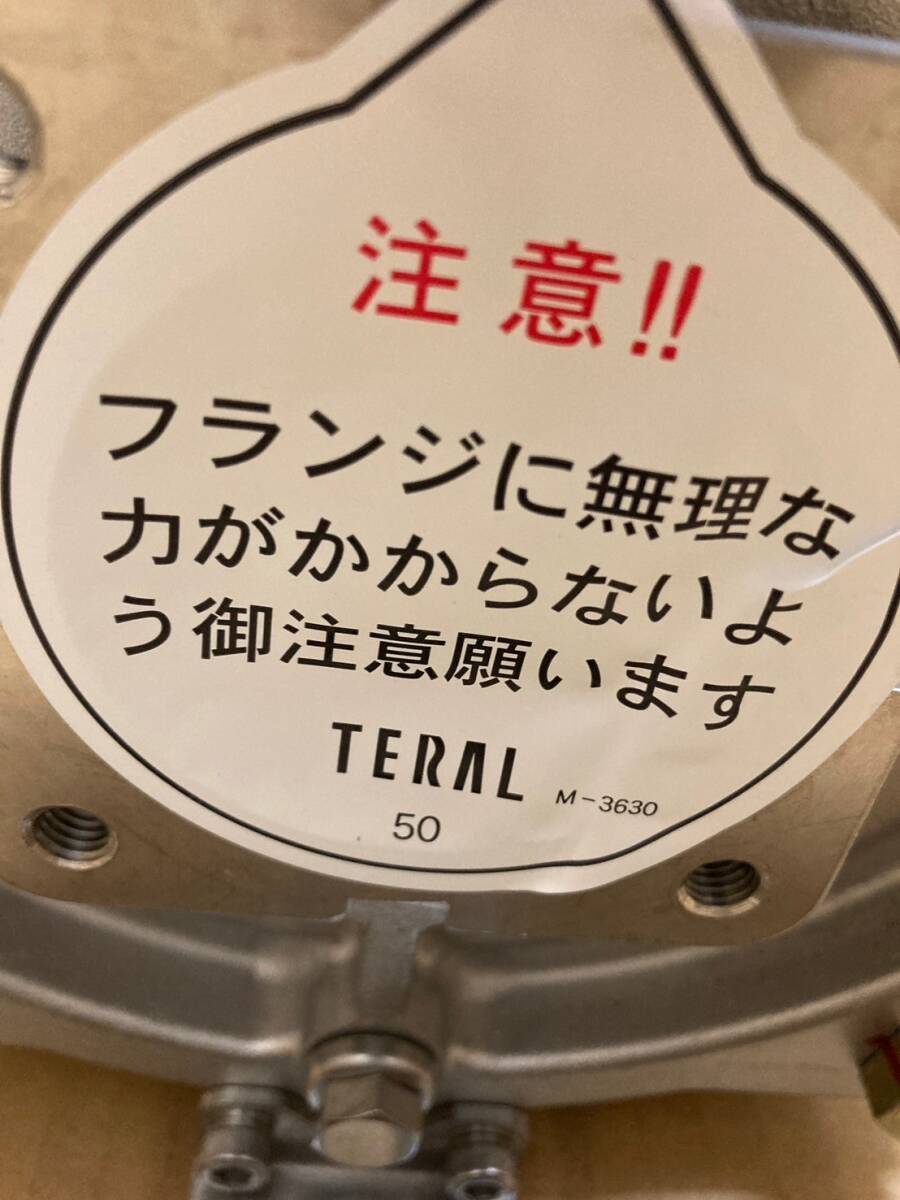 注意!!
フランジに無理な
力がかからないよ
う御注意願います
TERAL
M-3630
50